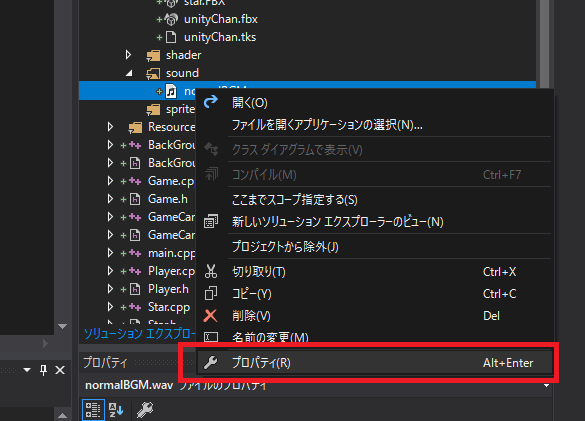 star.FBX
unityChan.fbx
unityChan.tks
shader
sound
開く(O)
ファイルを開くアプリケーションの選択(N)...
sprite
Resource
クラス ダイアグラムで表示(V)
BackGrou
BackGrou
コンパイル(M) Ctrl+F7
Game.cp
Game.h
ここまでスコープ指定する(S)
GameCar
新しいソリューション エクスプローラーのビュー(N)
GameCar
main.cpp
プロジェクトから除外(J)
Player.cp
切り取り(T) Ctrl+X
Player.h
コピー(Y) Ctrl+C
Star.cpp
削除(V) Del
ソリューション エクスプロー
名前の変更(M)
プロパティ
プロパティ(R) Alt+Enter
normalBGM.wav ファイルのプロパティ